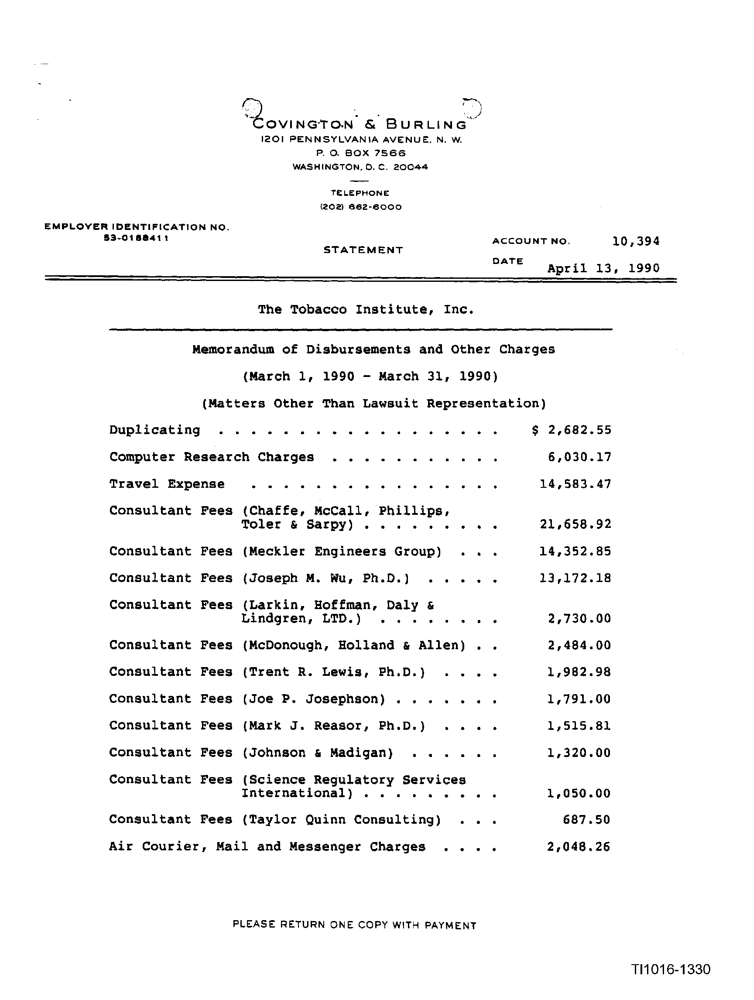 COVINGTON & BURLING
1201 PENNSYLVANIA AVENUE, N. W.
P. O. BOX 7566
WASHINGTON, D. C. 20044
TELEPHONE
(202) 662-6000
EMPLOYER IDENTIFICATION NO.
53-0188411
STATEMENT
ACCOUNT NO. 10,394
DATE April 13, 1990
The Tobacco Institute, Inc.
Memorandum of Disbursements and Other Charges
(March 1, 1990 - March 31, 1990)
(Matters Other Than Lawsuit Representation)
Duplicating . . . . . . . . . . . . . . . . . . $ 2,682.55
Computer Research Charges . . . . . . . . . . . 6,030.17
Travel Expense . . . . . . . . . . . . . . . . 14,583.47
Consultant Fees (Chaffe, McCall, Phillips,
Toler & Sarpy) . . . . . . . . . 21,658.92
Consultant Fees (Meckler Engineers Group) . . . 14,352.85
Consultant Fees (Joseph M. Wu, Ph.D.) . . . . . 13,172.18
Consultant Fees (Larkin, Hoffman, Daly &
Lindgren, LTD.) . . . . . . . . 2,730.00
Consultant Fees (McDonough, Holland & Allen) . . 2,484.00
Consultant Fees (Trent R. Lewis, Ph.D.) . . . . 1,982.98
Consultant Fees (Joe P. Josephson) . . . . . . . 1,791.00
Consultant Fees (Mark J. Reasor, Ph.D.) . . . . 1,515.81
Consultant Fees (Johnson & Madigan) . . . . . . 1,320.00
Consultant Fees (Science Regulatory Services
International) . . . . . . . . . 1,050.00
Consultant Fees (Taylor Quinn Consulting) . . . 687.50
Air Courier, Mail and Messenger Charges . . . . 2,048.26
PLEASE RETURN ONE COPY WITH PAYMENT
TI1016-1330